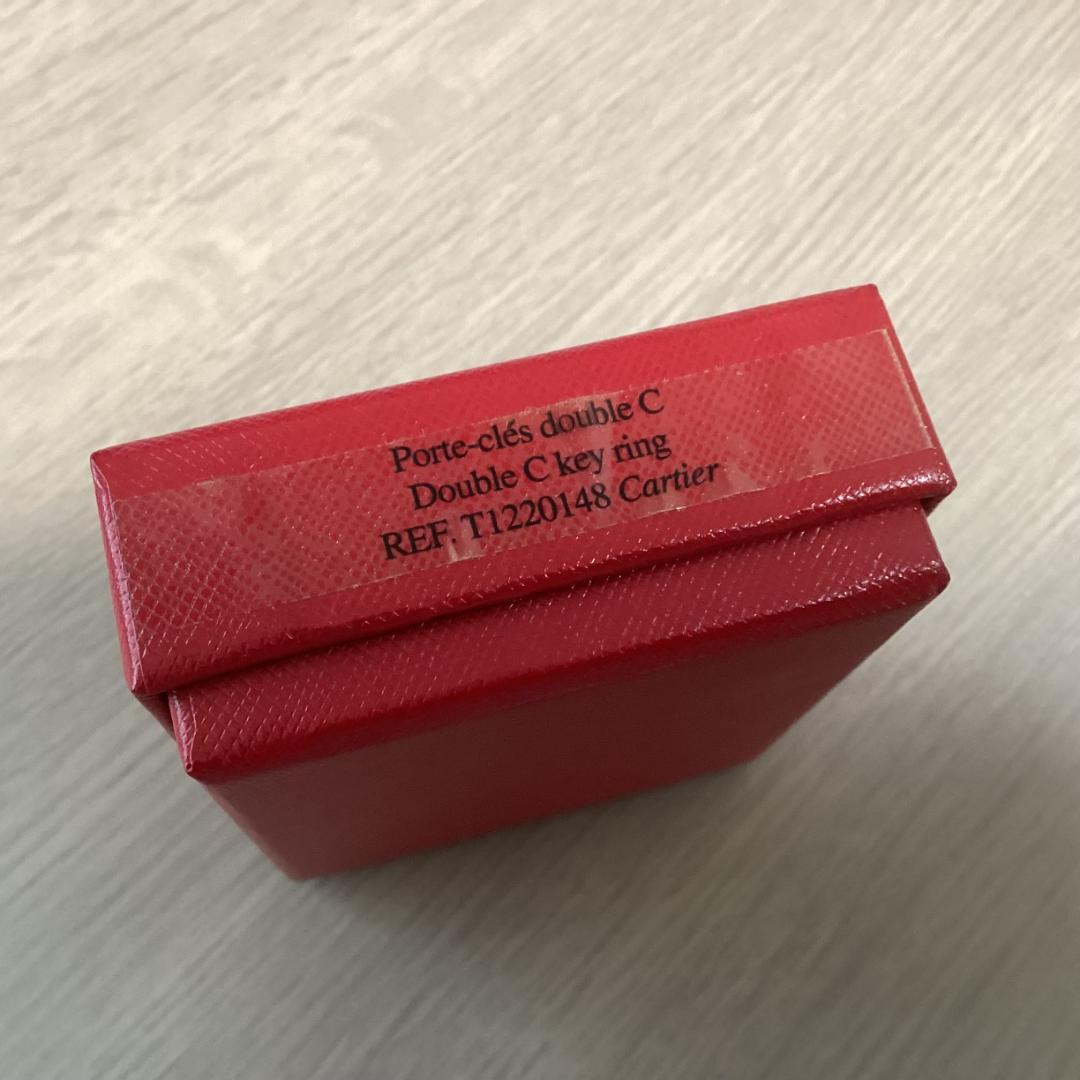 Porte-clés double C
Double C key ring
REF. T1220148 Cartier